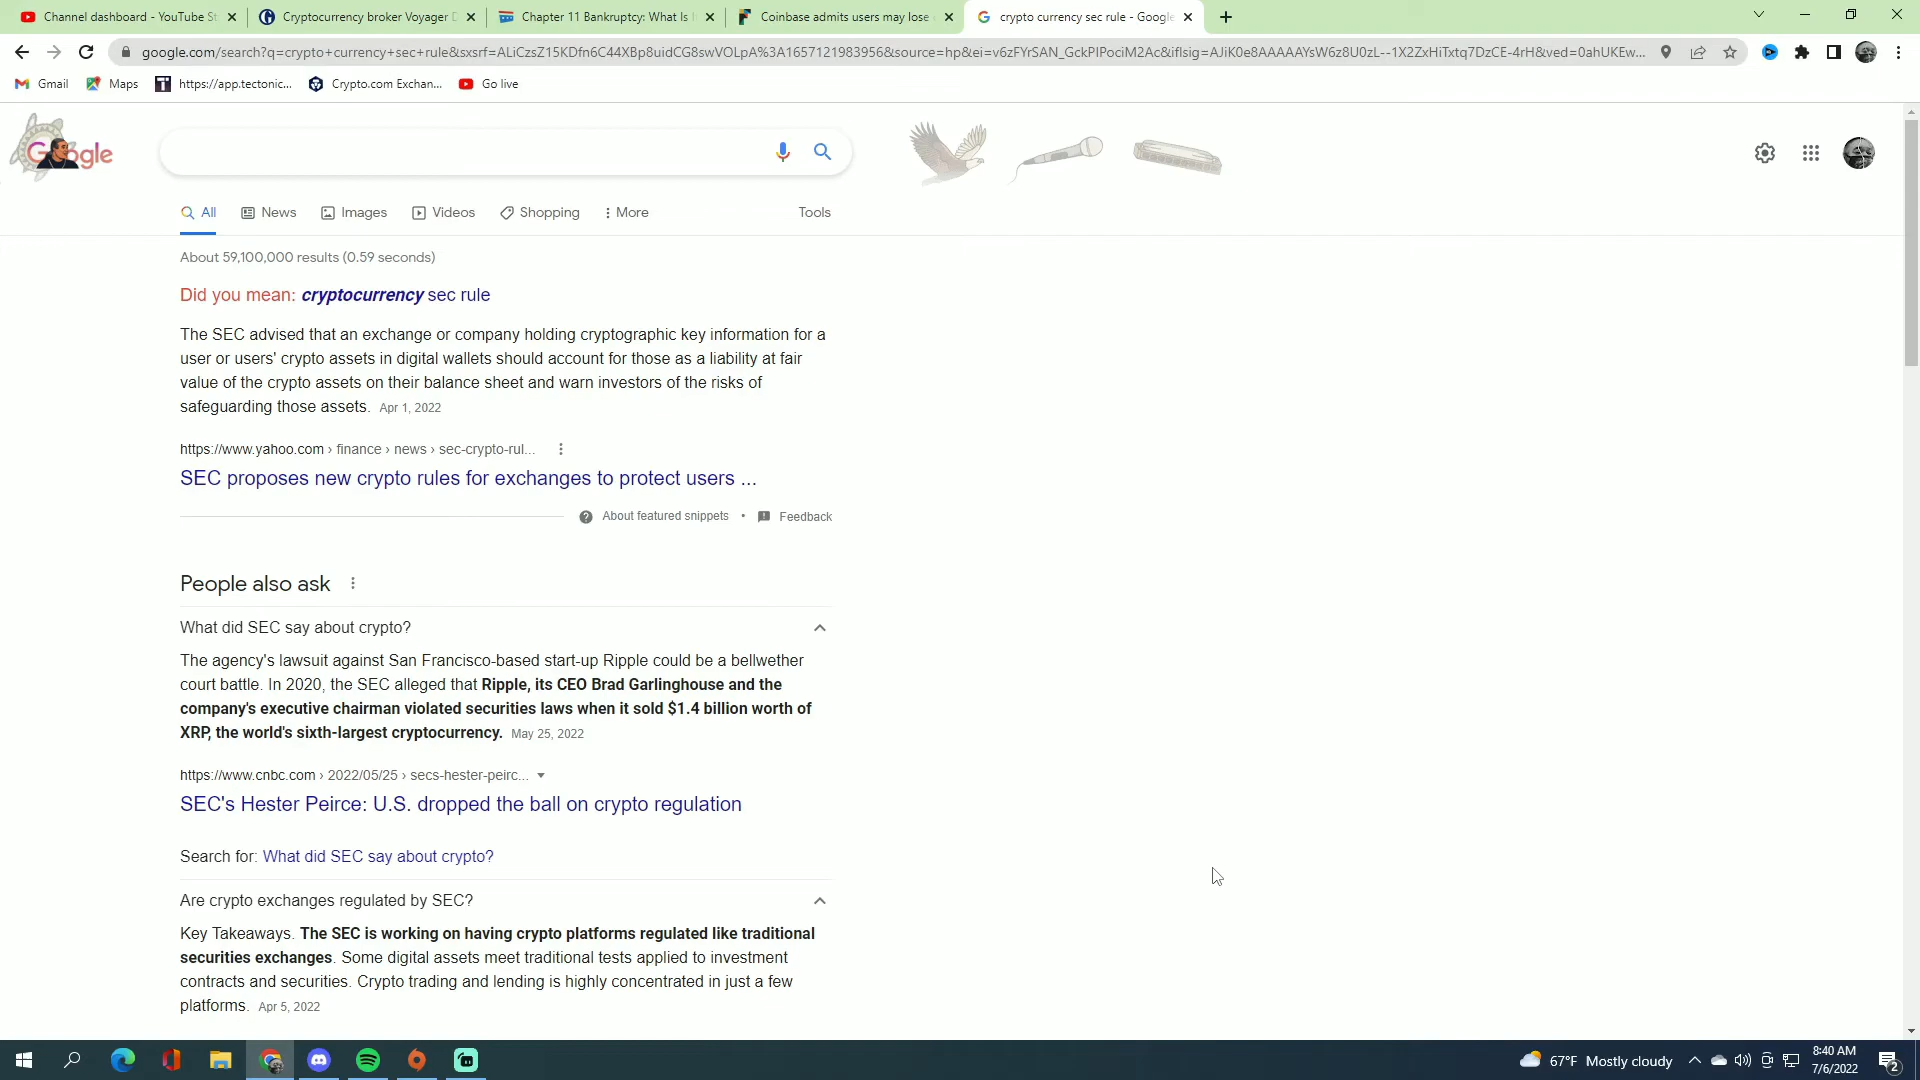 Channel dashboard - YouTube St
Cryptocurrency broker Voyager D
Chapter 11 Bankruptcy: What Is I
Coinbase admits users may lose c
crypto currency sec rule - Google
google.com/search?q=crypto+currency+sec+rule&sxsrf=ALiCzsZ15KDfn6C44XBp8uidCG8swVOLpA%3A1657121983956&source=hp&ei=v6zFYrSAN_GckPIPociM2Ac&iflsig=AJiK0e8AAAAAYsW6z8U0zL--1X2ZxHiTxtq7DzCE-4rH&ved=0ahUKEw...
Gmail
Maps
https://app.tectonic...
Crypto.com Exchan...
Go live
All
News
Images
Videos
Shopping
More
Tools
About 59,100,000 results (0.59 seconds)
Did you mean: cryptocurrency sec rule
The SEC advised that an exchange or company holding cryptographic key information for a
user or users' crypto assets in digital wallets should account for those as a liability at fair
value of the crypto assets on their balance sheet and warn investors of the risks of
safeguarding those assets. Apr 1, 2022
https://www.yahoo.com › finance › news › sec-crypto-rul...
SEC proposes new crypto rules for exchanges to protect users ...
About featured snippets • Feedback
People also ask
What did SEC say about crypto?
The agency's lawsuit against San Francisco-based start-up Ripple could be a bellwether
court battle. In 2020, the SEC alleged that Ripple, its CEO Brad Garlinghouse and the
company's executive chairman violated securities laws when it sold $1.4 billion worth of
XRP, the world's sixth-largest cryptocurrency. May 25, 2022
https://www.cnbc.com › 2022/05/25 › secs-hester-peirc...
SEC's Hester Peirce: U.S. dropped the ball on crypto regulation
Search for: What did SEC say about crypto?
Are crypto exchanges regulated by SEC?
Key Takeaways. The SEC is working on having crypto platforms regulated like traditional
securities exchanges. Some digital assets meet traditional tests applied to investment
contracts and securities. Crypto trading and lending is highly concentrated in just a few
platforms. Apr 5, 2022
67°F Mostly cloudy
8:40 AM
7/6/2022
2